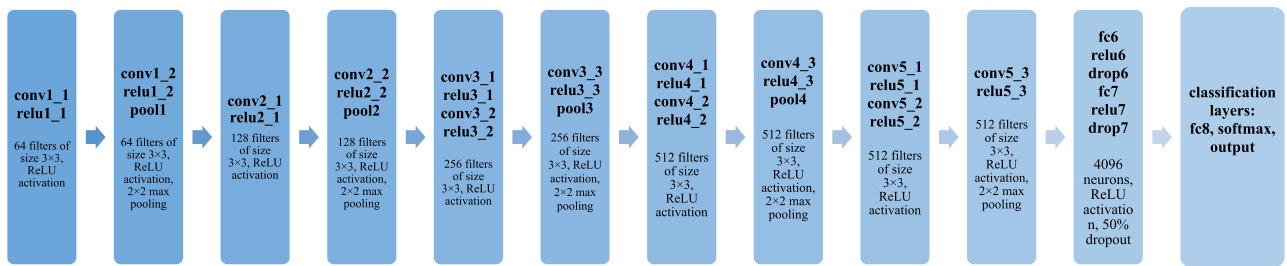 conv1_1
relu1_1
64 filters of
size 3×3,
ReLU
activation
conv1_2
relu1_2
pool1
64 filters of
size 3×3,
ReLU
activation,
2×2 max
pooling
conv2_1
relu2_1
128 filters
of size
3×3, ReLU
activation
conv2_2
relu2_2
pool2
128 filters
of size
3×3, ReLU
activation,
2×2 max
pooling
conv3_1
relu3_1
conv3_2
relu3_2
256 filters
of size
3×3, ReLU
activation
conv3_3
relu3_3
pool3
256 filters
of size
3×3, ReLU
activation,
2×2 max
pooling
conv4_1
relu4_1
conv4_2
relu4_2
512 filters
of size
3×3,
ReLU
activation
conv4_3
relu4_3
pool4
512 filters
of size
3×3,
ReLU
activation,
2×2 max
pooling
conv5_1
relu5_1
conv5_2
relu5_2
512 filters
of size
3×3,
ReLU
activation
conv5_3
relu5_3
512 filters
of size
3×3,
ReLU
activation,
2×2 max
pooling
fc6
relu6
drop6
fc7
relu7
drop7
4096
neurons,
ReLU
activatio
n, 50%
dropout
classification
layers:
fc8, softmax,
output